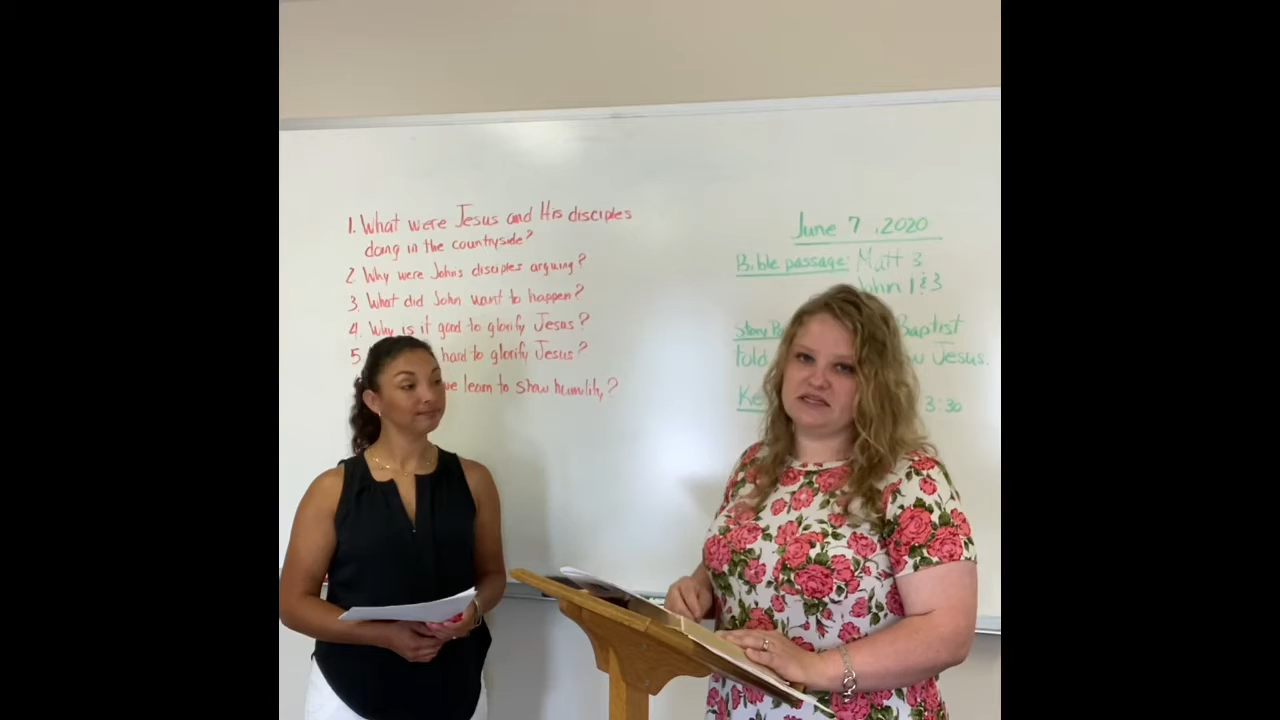 1. What were Jesus and His disciples
doing in the countryside?
2. Why were Johns disciples arguing?
3. What did John want to happen?
4. Why is it good to glorify Jesus?
5. hard to glorify Jesus?
we learn to show humility?
June 7, 2020
Bible passage: Matt 3
John 1 & 3
Story Baptist
told Jesus.
3:30